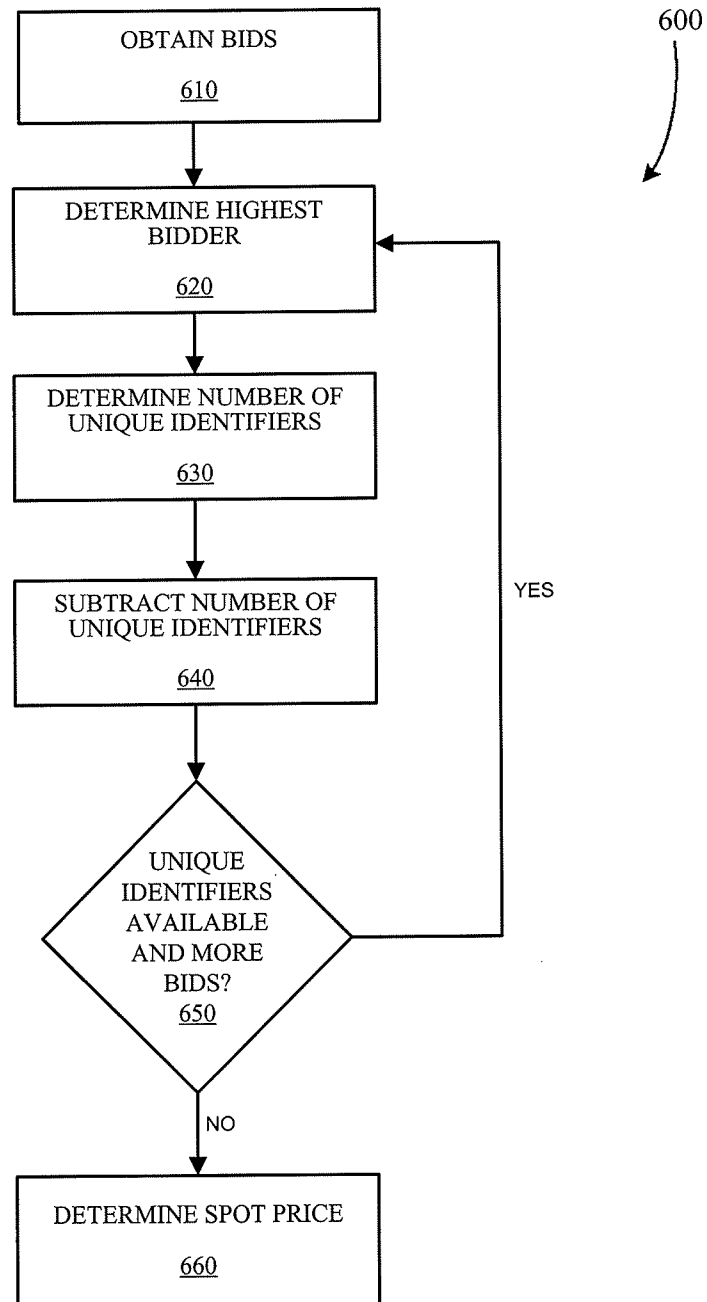 600
OBTAIN BIDS
610
DETERMINE HIGHEST
BIDDER
620
DETERMINE NUMBER OF
UNIQUE IDENTIFIERS
630
SUBTRACT NUMBER OF
UNIQUE IDENTIFIERS
640
YES
UNIQUE
IDENTIFIERS
AVAILABLE
AND MORE
BIDS?
650
NO
DETERMINE SPOT PRICE
660